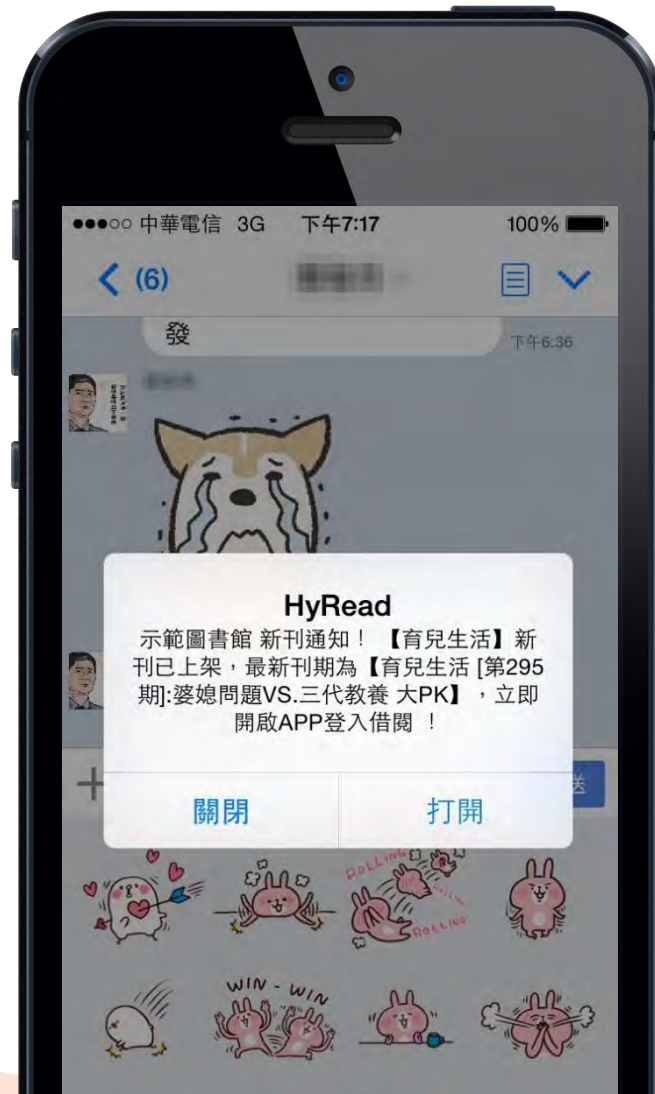 ●●●○○ 中華電信 3G 下午7:17 100%
(6)
發
下午6:36
HyRead
示範圖書館 新刊通知！ 【育兒生活】新
刊已上架，最新刊期為【育兒生活 [第295
期]:婆媳問題VS.三代教養 大PK】，立即
開啟APP登入借閱 ！
送
關閉 打開
ROLLING
ROLLING
ROLLING
WIN - WIN